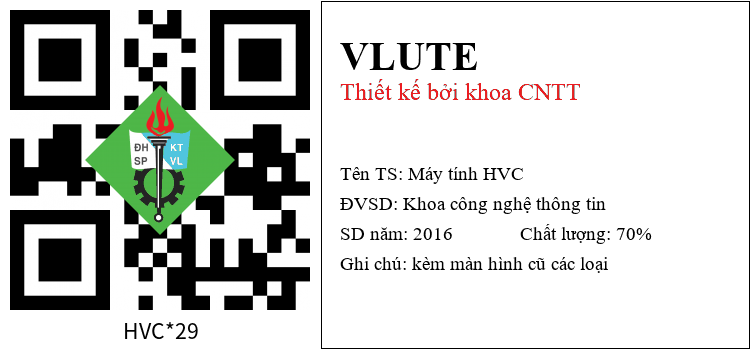 ĐH KT
SP VL
HVC*29
VLUTE
Thiết kế bởi khoa CNTT
Tên TS: Máy tính HVC
ĐVSD: Khoa công nghệ thông tin
SD năm: 2016 Chất lượng: 70%
Ghi chú: kèm màn hình cũ các loại